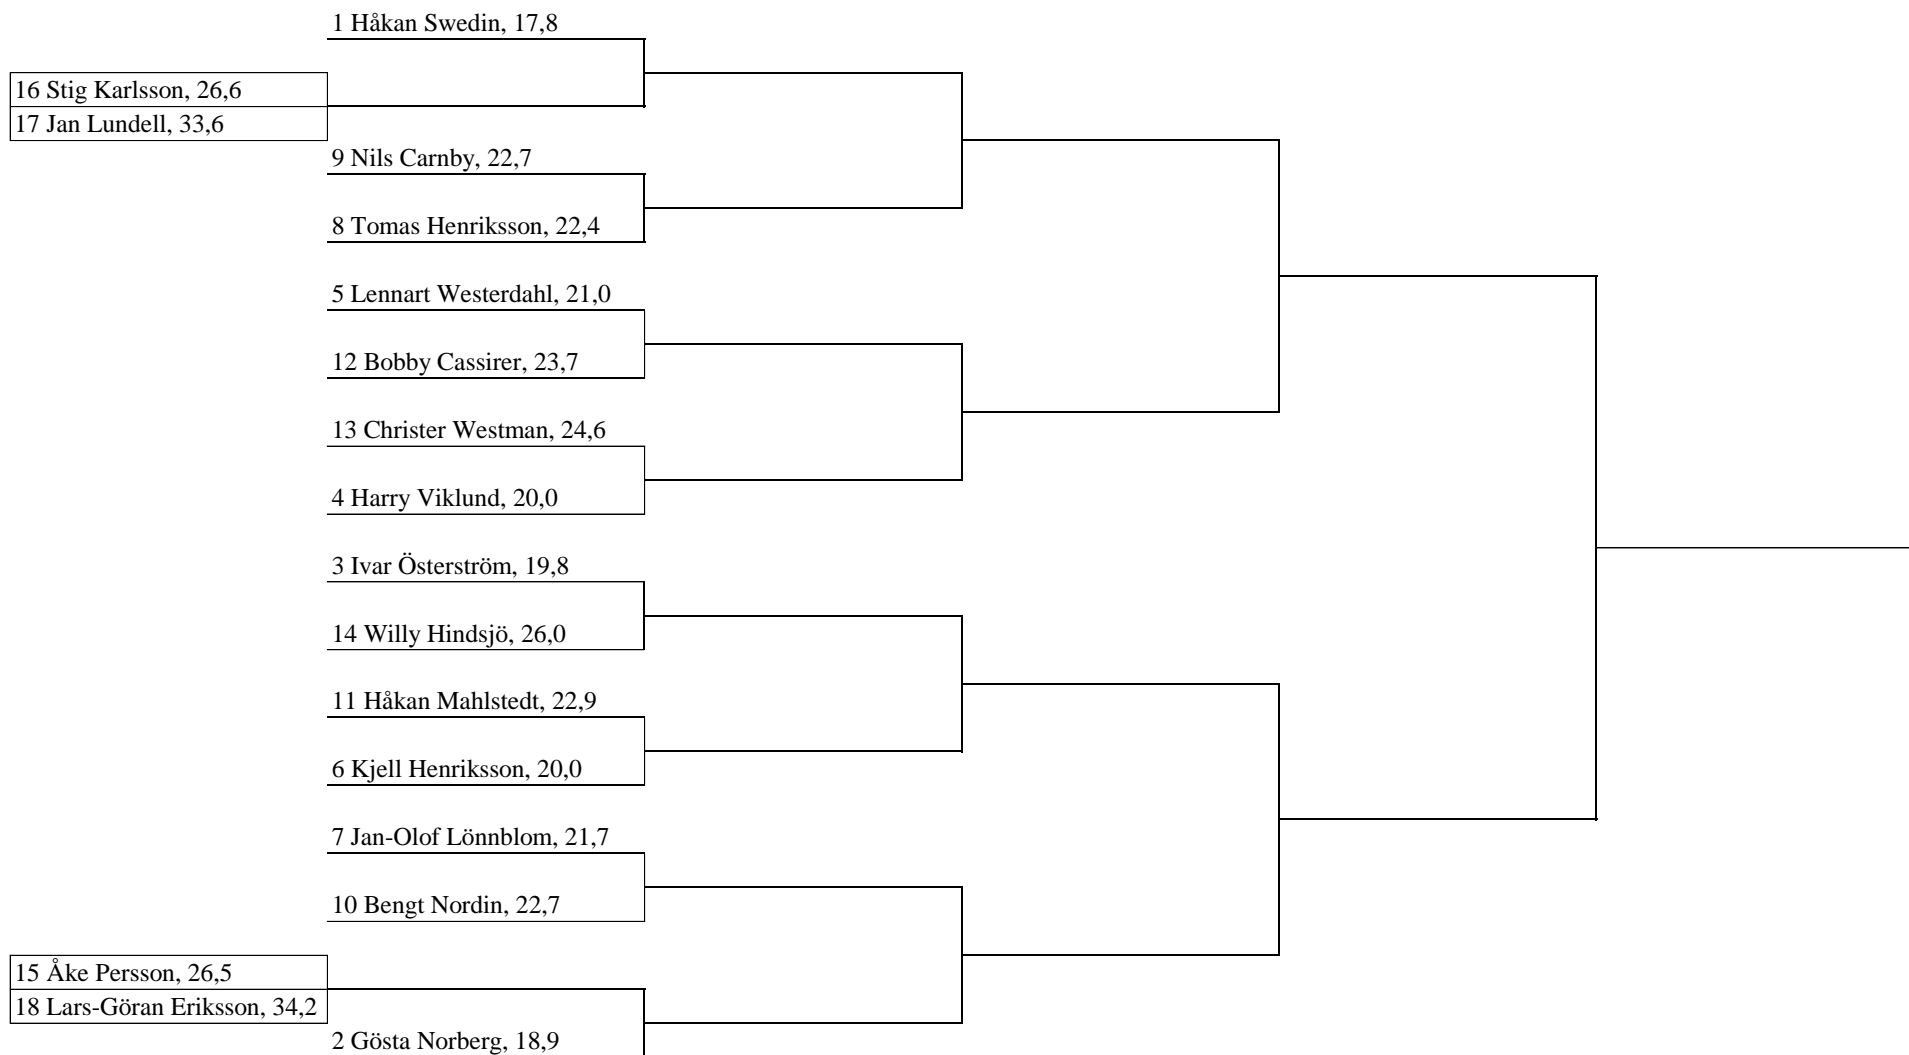 1 Håkan Swedin, 17,8
16 Stig Karlsson, 26,6
17 Jan Lundell, 33,6
9 Nils Carnby, 22,7
8 Tomas Henriksson, 22,4
5 Lennart Westerdahl, 21,0
12 Bobby Cassirer, 23,7
13 Christer Westman, 24,6
4 Harry Viklund, 20,0
3 Ivar Österström, 19,8
14 Willy Hindsjö, 26,0
11 Håkan Mahlstedt, 22,9
6 Kjell Henriksson, 20,0
7 Jan-Olof Lönnblom, 21,7
10 Bengt Nordin, 22,7
15 Åke Persson, 26,5
18 Lars-Göran Eriksson, 34,2
2 Gösta Norberg, 18,9